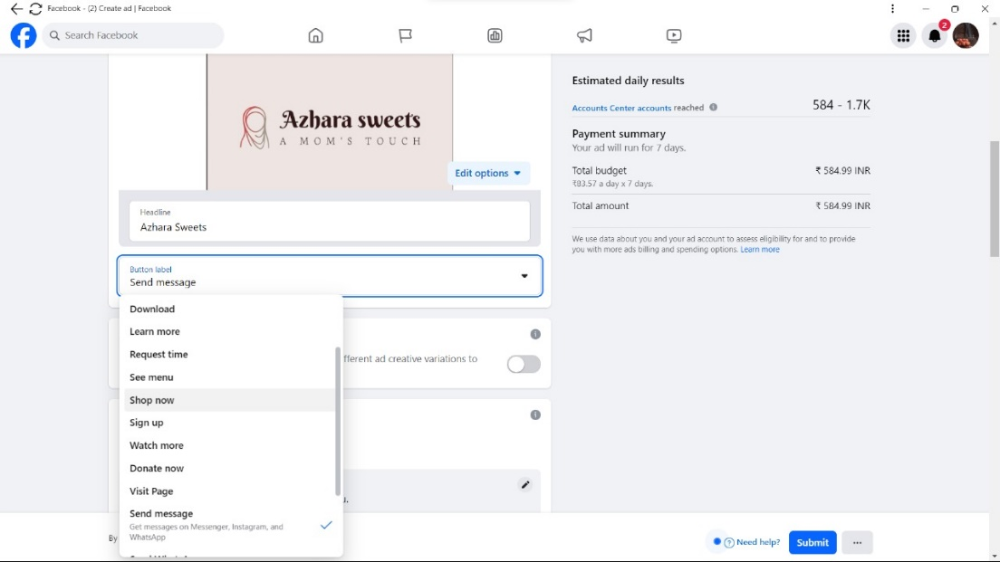 Facebook - (2) Create ad | Facebook
Search Facebook
2
Azhara sweets
A MOM'S TOUCH
Edit options
Headline
Azhara Sweets
Button label
Send message
Download
Learn more
Request time
See menu
Shop now
Sign up
Watch more
Donate now
Visit Page
Send message
Get messages on Messenger, Instagram, and
WhatsApp
fferent ad creative variations to
u.
By
Estimated daily results
Accounts Center accounts reached
584 - 1.7K
Payment summary
Your ad will run for 7 days.
Total budget
₹ 584.99 INR
₹83.57 a day x 7 days.
Total amount
₹ 584.99 INR
We use data about you and your ad account to assess eligibility for and to provide
you with more ads billing and spending options. Learn more
Need help?
Submit
...